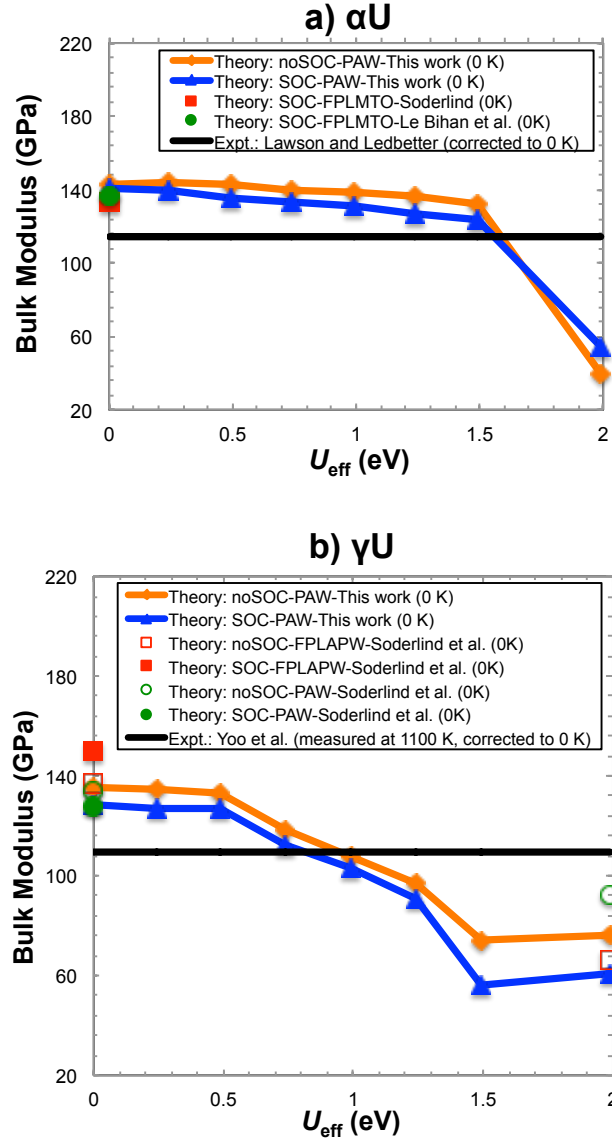 a) αU
220
180
140
100
60
20
Bulk Modulus (GPa)
Theory: noSOC-PAW-This work (0 K)
Theory: SOC-PAW-This work (0 K)
Theory: SOC-FPLMTO-Soderlind (0K)
Theory: SOC-FPLMTO-Le Bihan et al. (0K)
Expt.: Lawson and Ledbetter (corrected to 0 K)
0 0.5 1 1.5 2
Ueff (eV)
b) γU
220
180
140
100
60
20
Bulk Modulus (GPa)
Theory: noSOC-PAW-This work (0 K)
Theory: SOC-PAW-This work (0 K)
Theory: noSOC-FPLAPW-Soderlind et al. (0K)
Theory: SOC-FPLAPW-Soderlind et al. (0K)
Theory: noSOC-PAW-Soderlind et al. (0K)
Theory: SOC-PAW-Soderlind et al. (0K)
Expt.: Yoo et al. (measured at 1100 K, corrected to 0 K)
0 0.5 1 1.5 2
Ueff (eV)